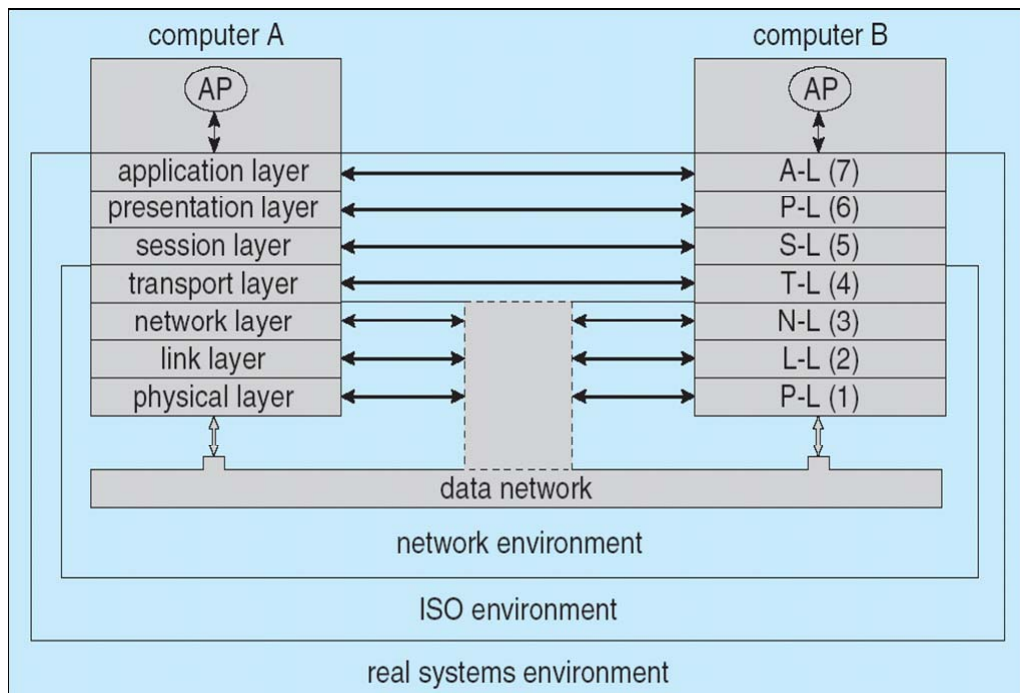 computer A
computer B
AP
AP
application layer
A-L (7)
presentation layer
P-L (6)
session layer
S-L (5)
transport layer
T-L (4)
network layer
N-L (3)
link layer
L-L (2)
physical layer
P-L (1)
data network
network environment
ISO environment
real systems environment